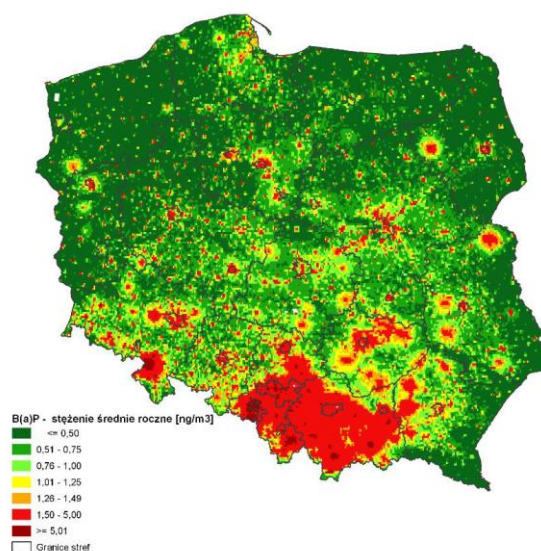 B(a)P - stężenie średnie roczne [ng/m3]
<= 0,50
0,51 - 0,75
0,76 - 1,00
1,01 - 1,25
1,26 - 1,49
1,50 - 5,00
>= 5,01
Granice stref